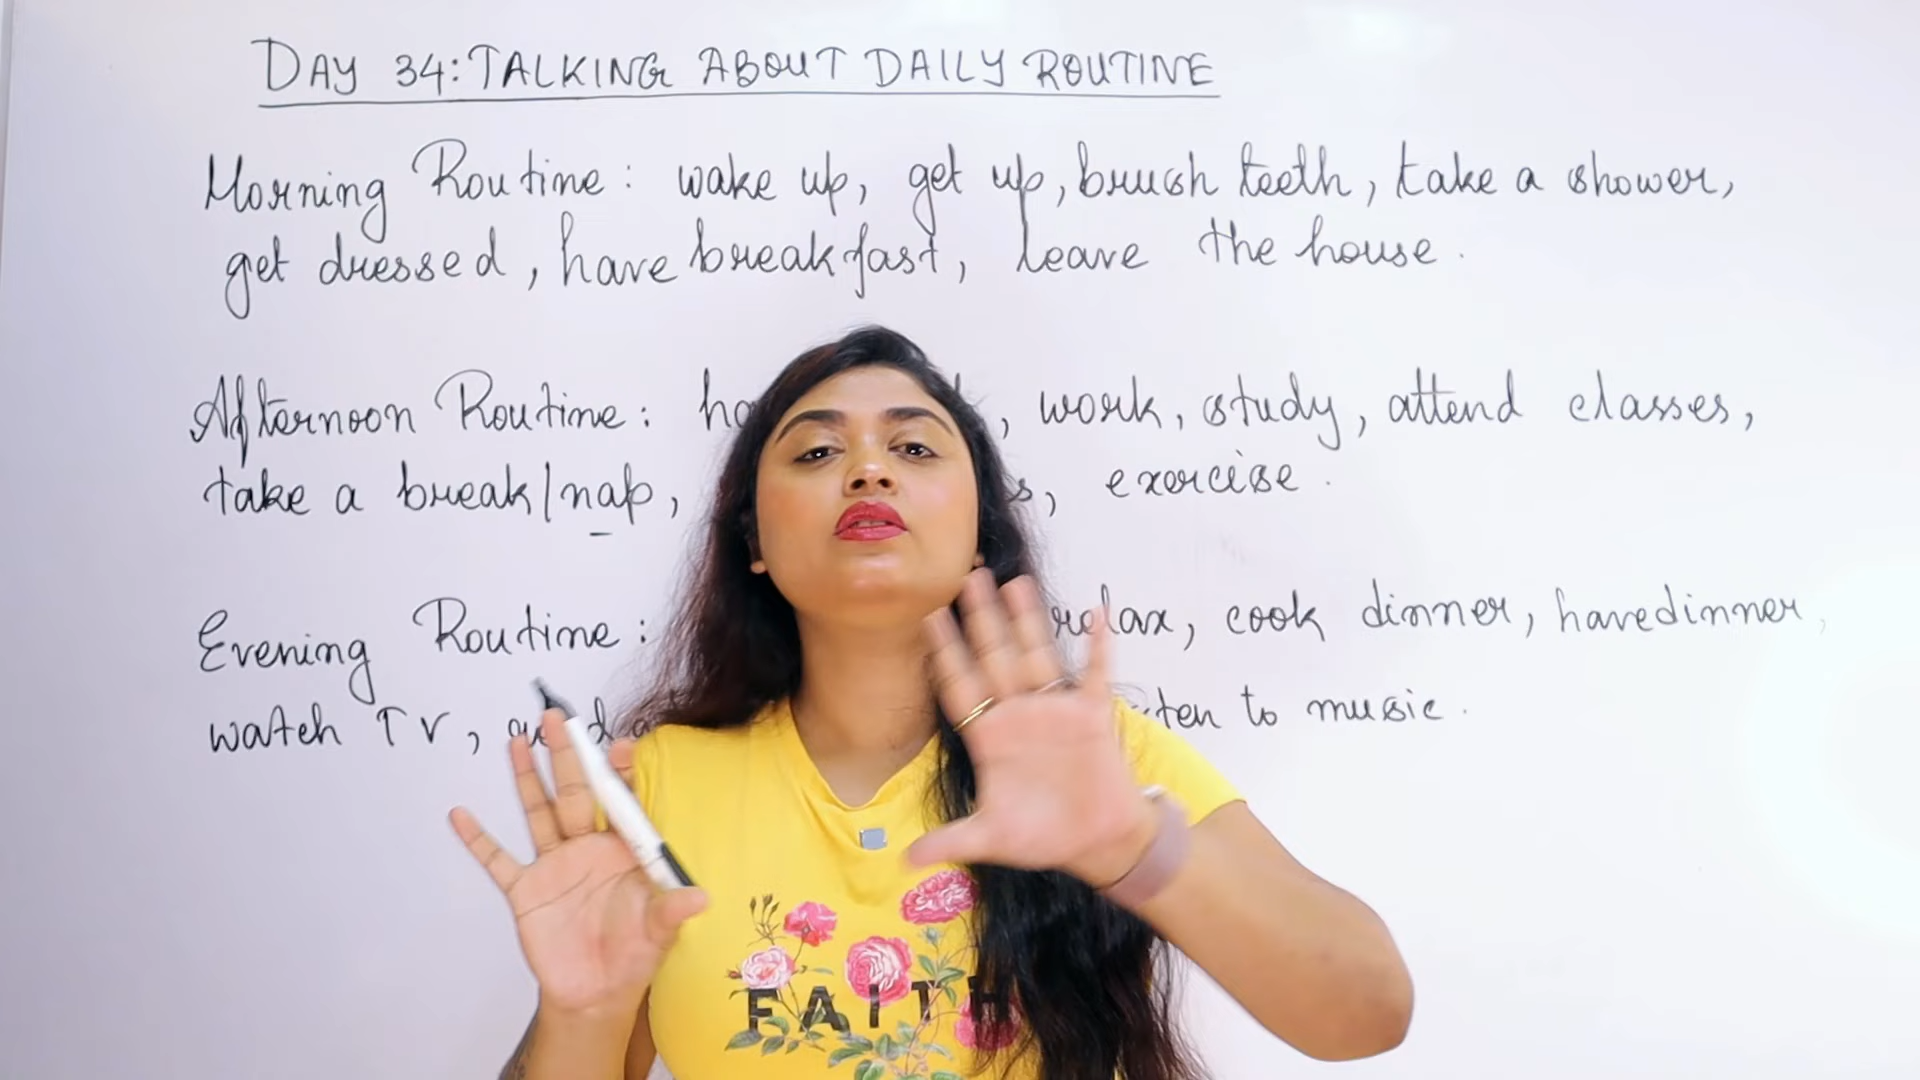 DAY 34: TALKING ABOUT DAILY ROUTINE
Morning Routine: wake up, get up, brush teeth, take a shower,
get dressed, have breakfast, leave the house.
Afternoon Routine: , work, study, attend classes,
take a break/nap, , exercise.
Evening Routine: relax, cook dinner, have dinner,
watch TV, to music.
FAITH